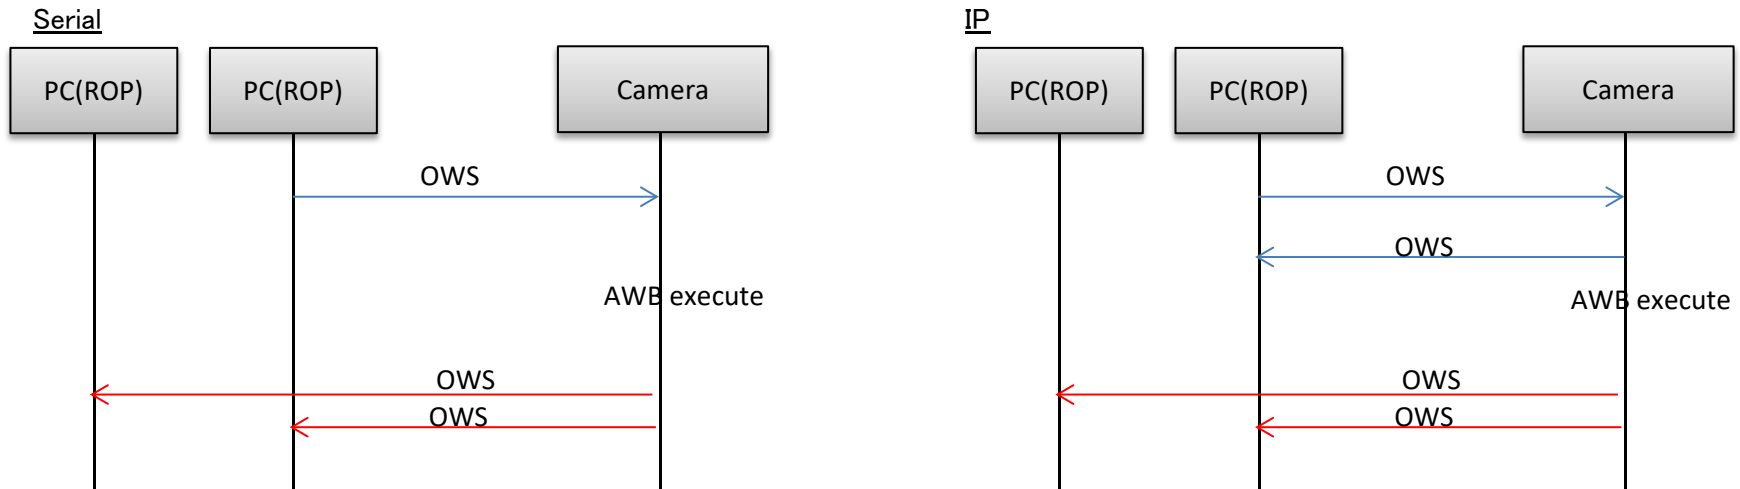 Serial
PC(ROP)
PC(ROP)
Camera
OWS
AWB execute
OWS
OWS
IP
PC(ROP)
PC(ROP)
Camera
OWS
OWS
AWB execute
OWS
OWS